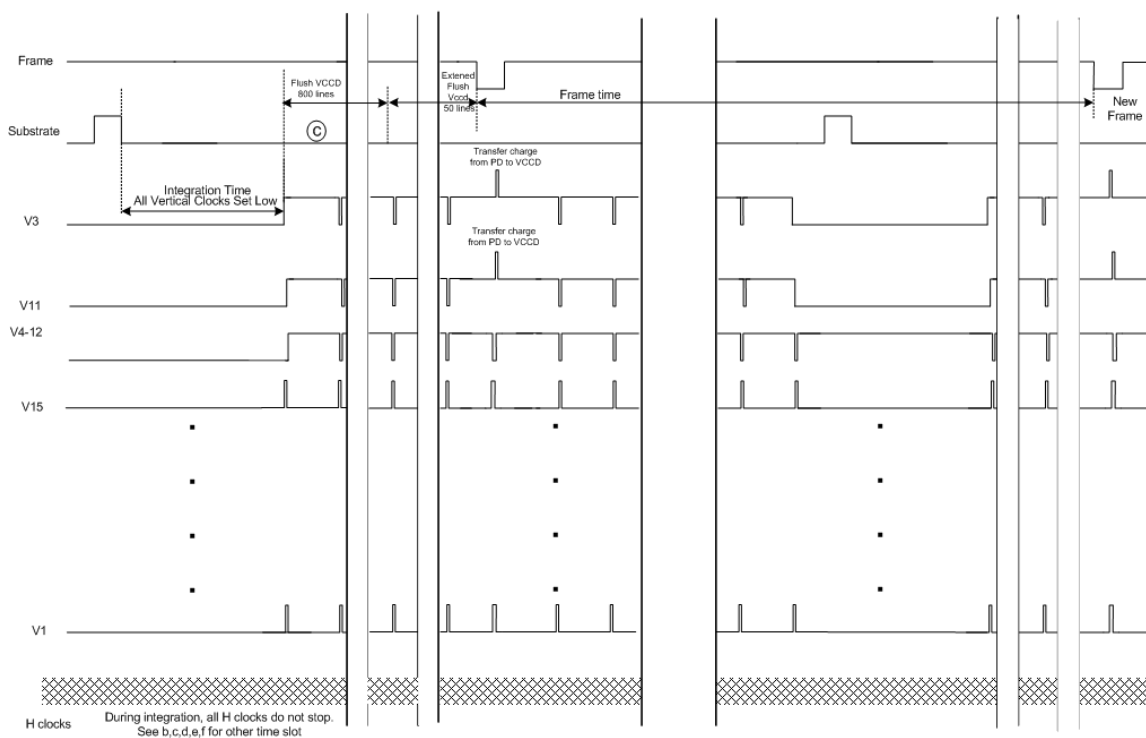 Frame
Flush VCCD
800 lines
Extened
Flush
Vccd
50 lines
Frame time
New
Frame
Substrate
C
Transfer charge
from PD to VCCD
Integration Time
All Vertical Clocks Set Low
V3
Transfer charge
from PD to VCCD
V11
V4-12
V15
V1
H clocks
During integration, all H clocks do not stop.
See b,c,d,e,f for other time slot